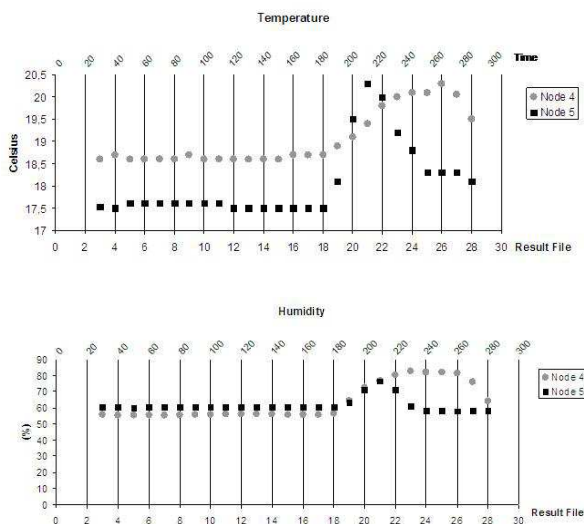 Temperature
0 20 40 60 80 100 120 140 160 180 200 220 240 260 280 300 Time
20,5
20
19,5
19
18,5
18
17,5
17
Celsius
Node 4
Node 5
0 2 4 6 8 10 12 14 16 18 20 22 24 26 28 30 Result File
Humidity
0 20 40 60 80 100 120 140 160 180 200 220 240 260 280 300
90
80
70
60
50
40
30
20
10
0
(%)
Node 4
Node 5
0 2 4 6 8 10 12 14 16 18 20 22 24 26 28 30 Result File